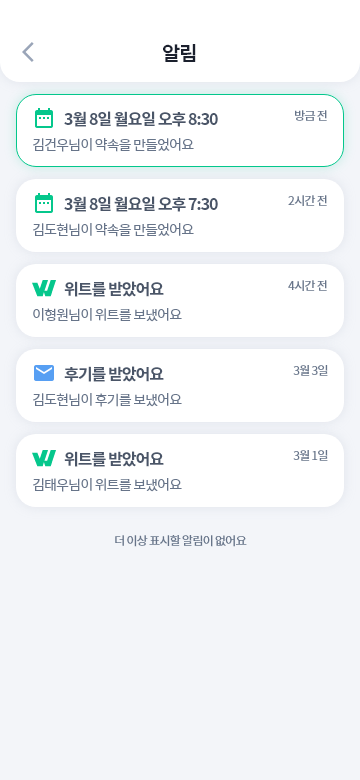 알림
3월 8일 월요일 오후 8:30
방금 전
김건우님이 약속을 만들었어요
3월 8일 월요일 오후 7:30
2시간 전
김도현님이 약속을 만들었어요
위트를 받았어요
4시간 전
이형원님이 위트를 보냈어요
후기를 받았어요
3월 3일
김도현님이 후기를 보냈어요
위트를 받았어요
3월 1일
김태우님이 위트를 보냈어요
더 이상 표시할 알림이 없어요